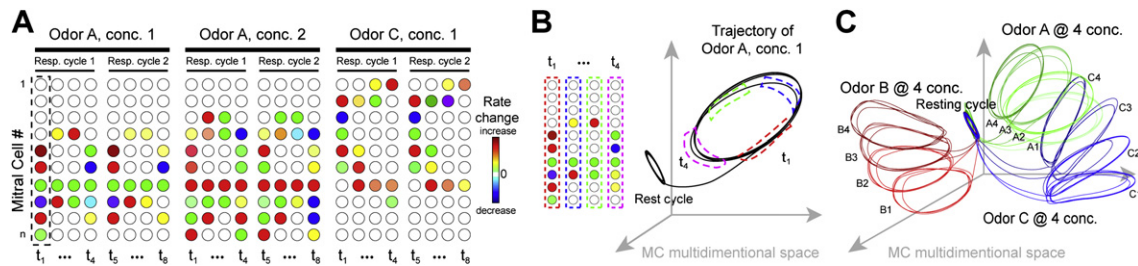 A
Odor A, conc. 1
Odor A, conc. 2
Odor C, conc. 1
Resp. cycle 1
Resp. cycle 2
Resp. cycle 1
Resp. cycle 2
Resp. cycle 1
Resp. cycle 2
Mitral Cell #
1
n
t1 ••• t4
t5 ••• t8
t1 ••• t4
t5 ••• t8
t1 ••• t4
t5 ••• t8
Rate
change
increase
0
decrease
B
t1 ••• t4
Trajectory of
Odor A, conc. 1
t4
t1
Rest cycle
MC multidimentional space
C
Odor A @ 4 conc.
Odor B @ 4 conc.
Resting cycle
A4
A3
A2
A1
B4
B3
B2
B1
C4
C3
C2
C1
Odor C @ 4 conc.
MC multidimentional space